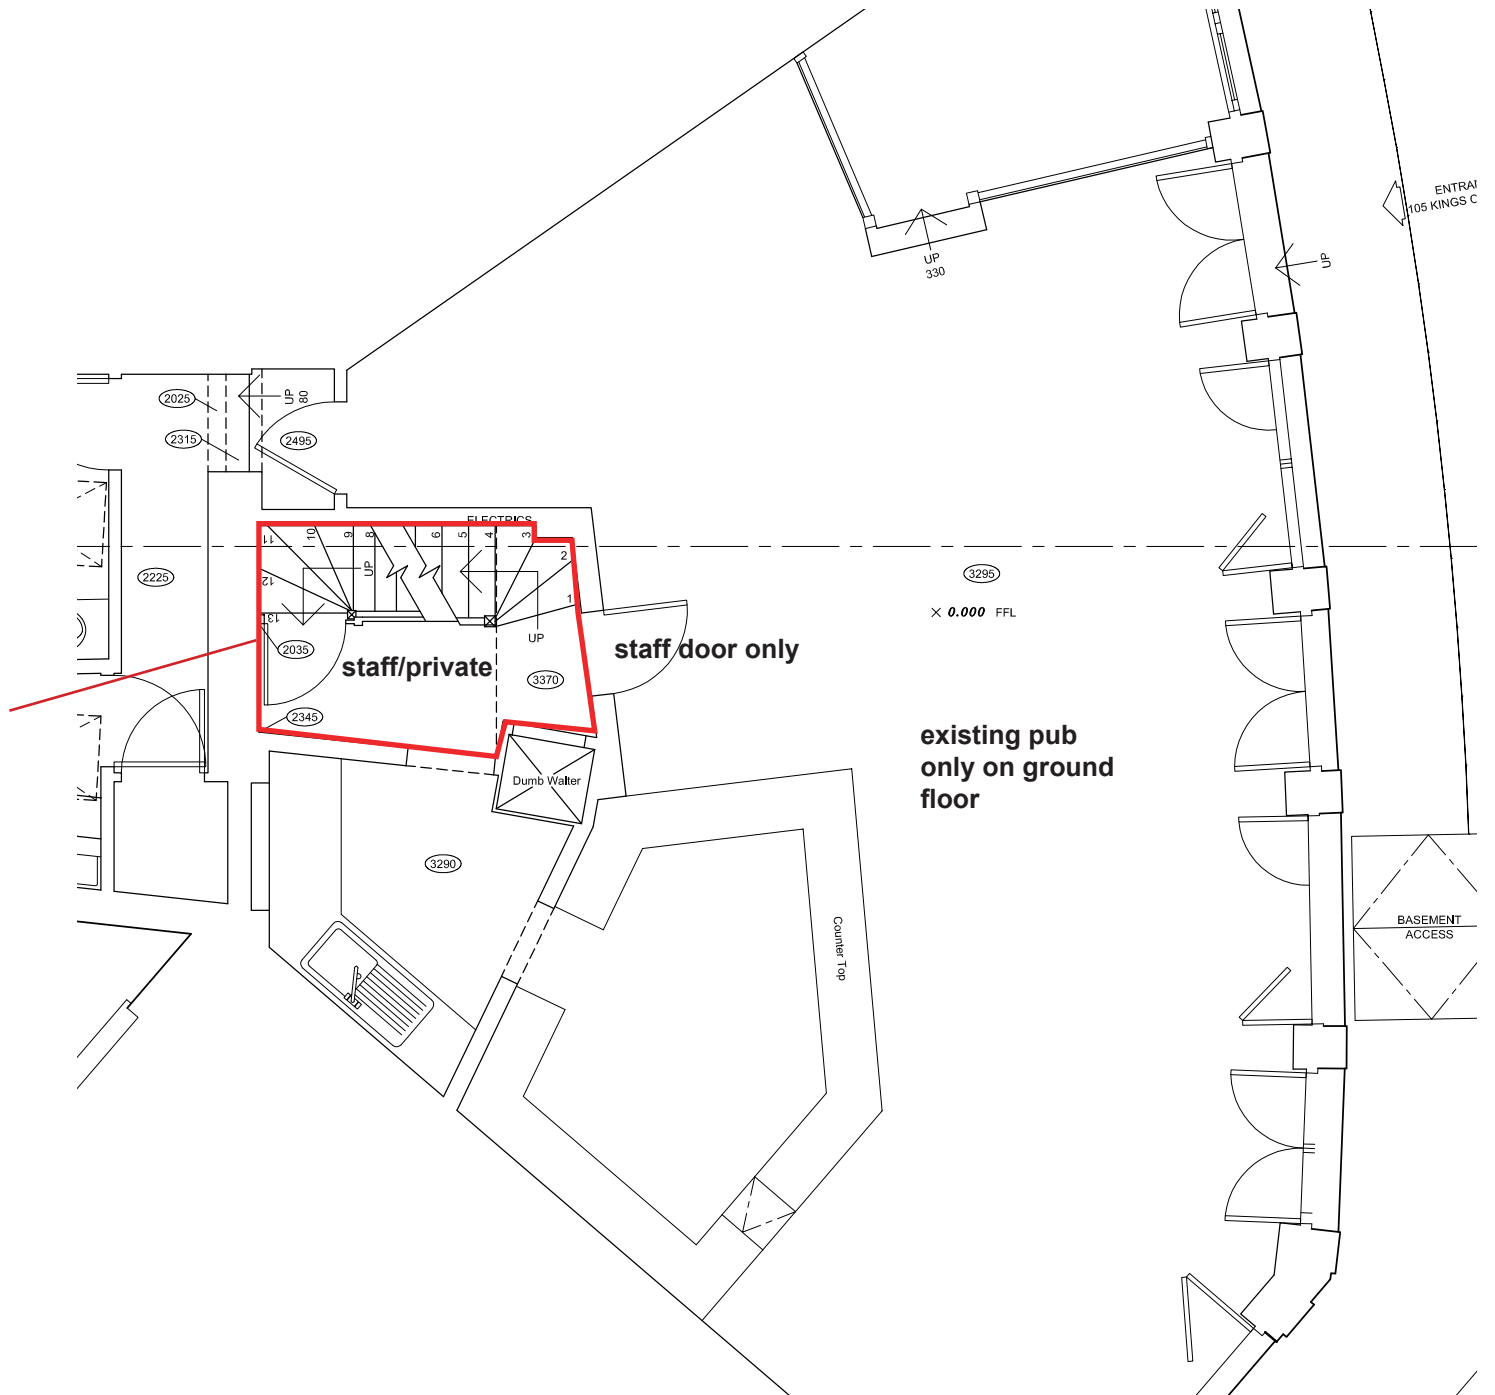 ENTRAN
105 KINGS C
UP
UP
330
2025
UP
80
2315
2495
ELECTRICS
11
10
9
8
6
5
4
3
2
1
12
13
UP
UP
2225
3295
× 0.000 FFL
2035
staff/private
staff door only
3370
2345
existing pub
only on ground
floor
Dumb Waiter
3290
Counter Top
BASEMENT
ACCESS